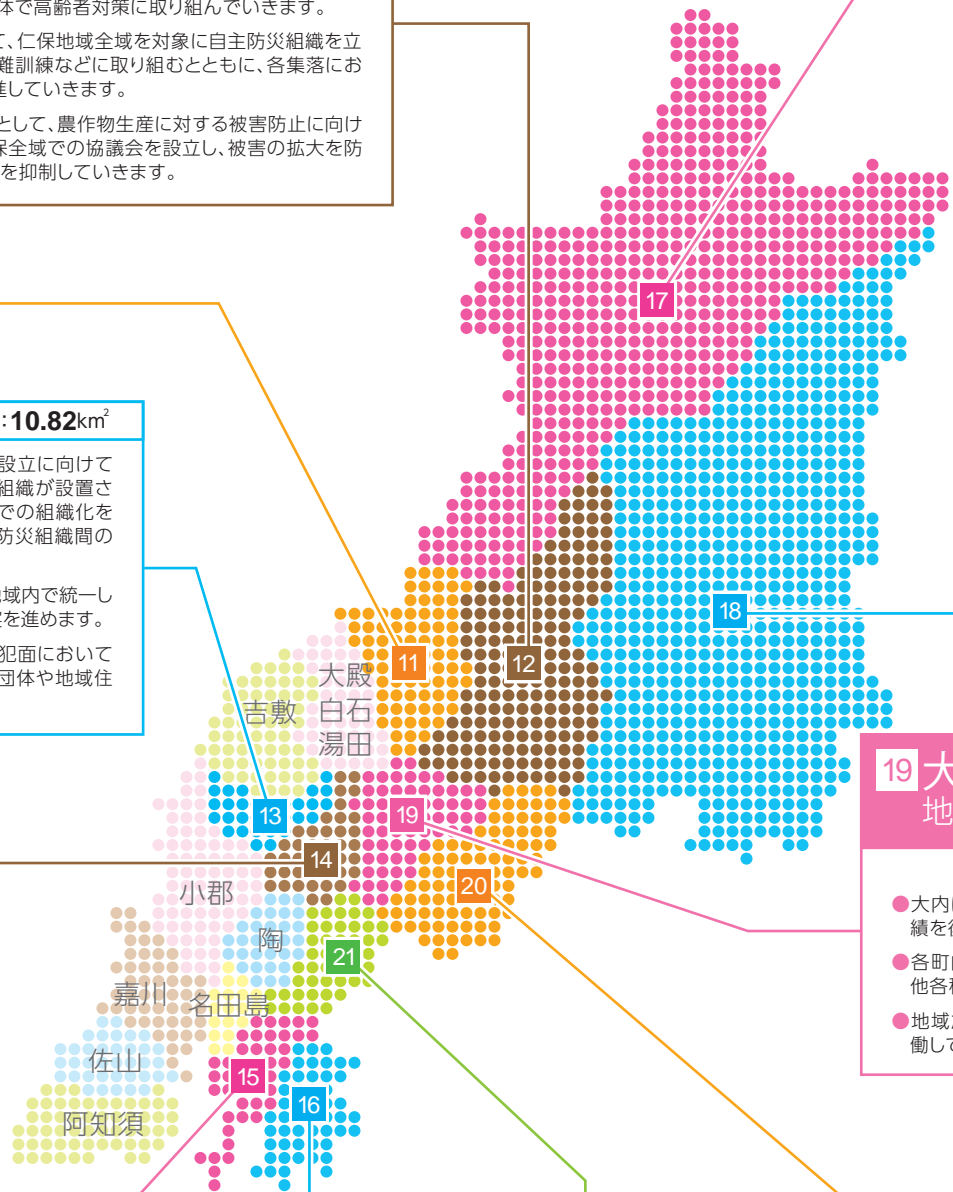 体で高齢者対策に取り組んでいきます。
て、仁保地域全域を対象に自主防災組織を立
難訓練などに取り組むとともに、各集落にお
進していきます。
として、農作物生産に対する被害防止に向け
保全域での協議会を設立し、被害の拡大を防
を抑制していきます。
17
：10.82km²
設立に向けて
組織が設置さ
での組織化を
防災組織間の
地域内で統一し
を進めます。
犯面において
団体や地域住
18
11
12
大殿
白石
湯田
吉敷
13
19
14
20
小郡
陶
21
嘉川
名田島
佐山
15
16
阿知須
19 大
地
●大内
績を
●各町
他各
●地域
働して